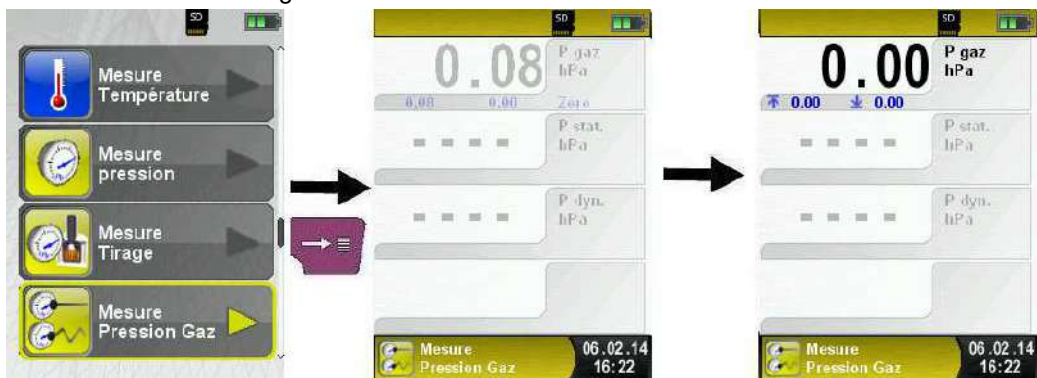 SD
Mesure
Température
Mesure
pression
Mesure
Tirage
Mesure
Pression Gaz
SD
0.08
P gaz
hPa
0,08 0.00 Zero
P stat.
hPa
- - - -
P dyn.
hPa
- - - -
Mesure
Pression Gaz
06.02.14
16:22
SD
0.00
P gaz
hPa
0.00 0.00
P stat.
hPa
- - - -
P dyn.
hPa
- - - -
Mesure
Pression Gaz
06.02.14
16:22